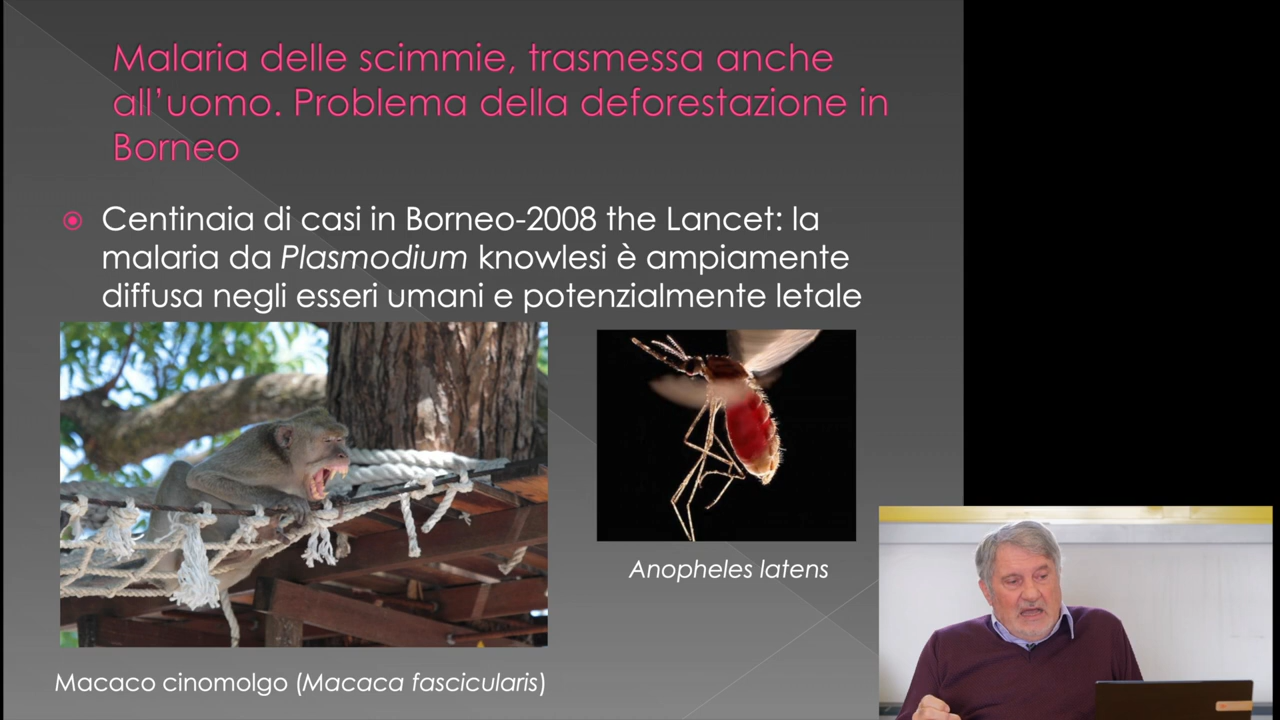 Malaria delle scimmie, trasmessa anche
all’uomo. Problema della deforestazione in
Borneo
Centinaia di casi in Borneo-2008 the Lancet: la
malaria da Plasmodium knowlesi è ampiamente
diffusa negli esseri umani e potenzialmente letale
Anopheles latens
Macaco cinomolgo (Macaca fascicularis)